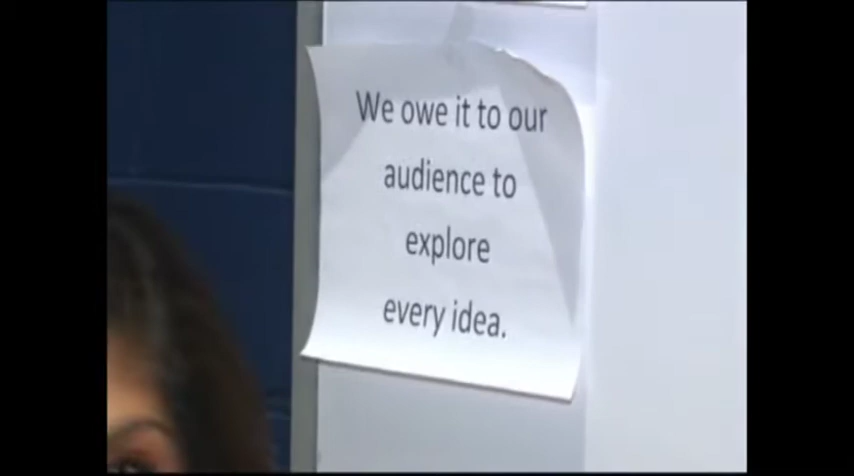 We owe it to our
audience to
explore
every idea.